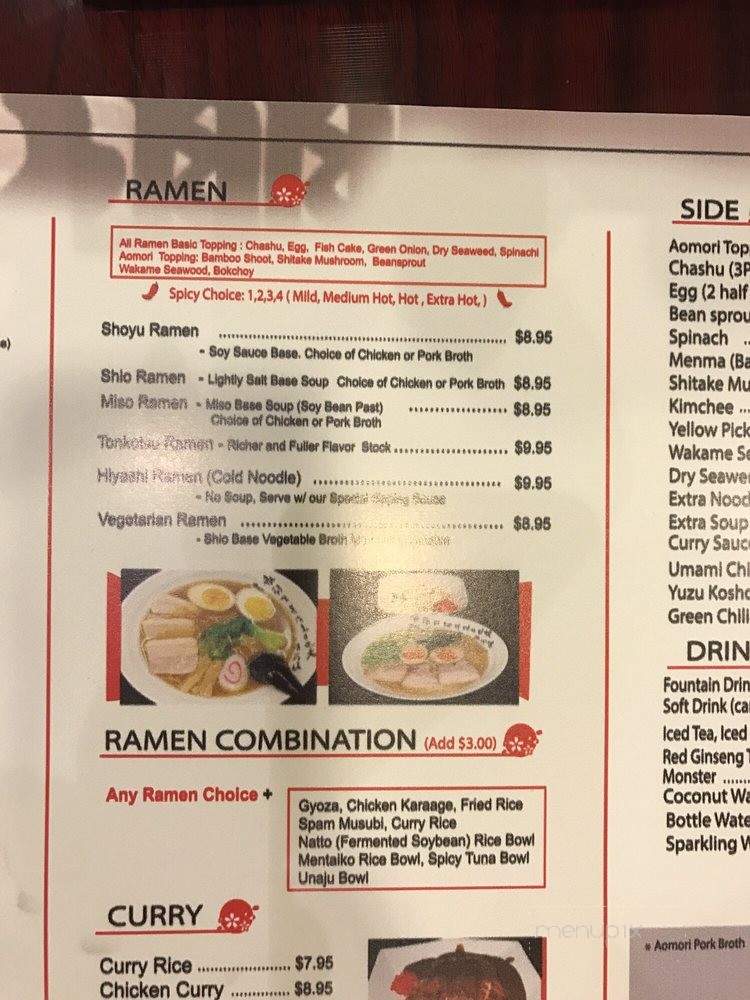 RAMEN
All Ramen Basic Topping : Chashu, Egg, Fish Cake, Green Onion, Dry Seaweed, Spinachi
Aomori Topping: Bamboo Shoot, Shitake Mushroom, Beansprout
Wakame Seawood, Bokchoy
Spicy Choice: 1,2,3,4 ( Mild, Medium Hot, Hot , Extra Hot, )
Shoyu Ramen ........ $8.95
- Soy Sauce Base. Choice of Chicken or Pork Broth
Shio Ramen - Lightly Salt Base Soup Choice of Chicken or Pork Broth $8.95
Miso Ramen - Miso Base Soup (Soy Bean Past) ........ $8.95
Choice of Chicken or Pork Broth
Tonkotsu Ramen - Richer and Fuller Flavor Stock ........ $9.95
Hiyashi Ramen (Cold Noodle) ........ $9.95
- No Soup, Serve w/ our Special Sauce
Vegetarian Ramen ........ $8.95
- Shio Base Vegetable Broth
RAMEN COMBINATION (Add $3.00)
Any Ramen Choice +
Gyoza, Chicken Karaage, Fried Rice
Spam Musubi, Curry Rice
Natto (Fermented Soybean) Rice Bowl
Mentaiko Rice Bowl, Spicy Tuna Bowl
Unaju Bowl
CURRY
Curry Rice ........ $7.95
Chicken Curry ........ $8.95
SIDE
Aomori Top
Chashu (3P
Egg (2 half
Bean sprou
Spinach ..
Menma (Ba
Shitake Mu
Kimchee ...
Yellow Pick
Wakame Se
Dry Seawe
Extra Nood
Extra Soup
Curry Sauc
Umami Chi
Yuzu Kosho
Green Chili
DRIN
Fountain Drin
Soft Drink (ca
Iced Tea, Iced
Red Ginseng T
Monster ......
Coconut Wa
Bottle Wate
Sparkling W
* Aomori Pork Broth
menupix